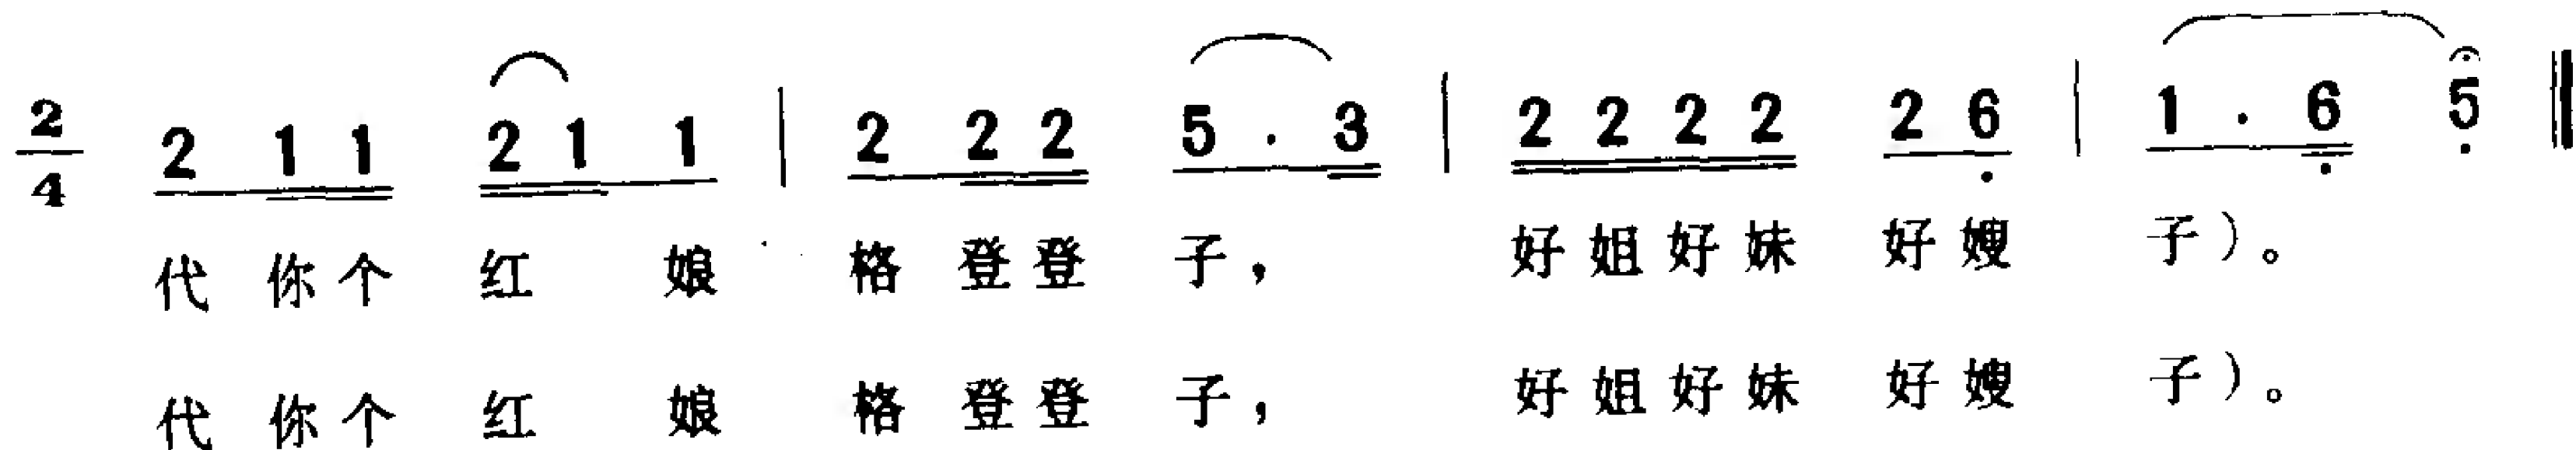 2/4 2 1 1 2 1 1 | 2 2 2 5 . 3 | 2 2 2 2 2 6̣ | 1 . 6̣ 5̣ ‖
代 你 个 红 娘 格 登 登 子， 好 姐 好 妹 好 嫂 子）。
代 你 个 红 娘 格 登 登 子， 好 姐 好 妹 好 嫂 子）。